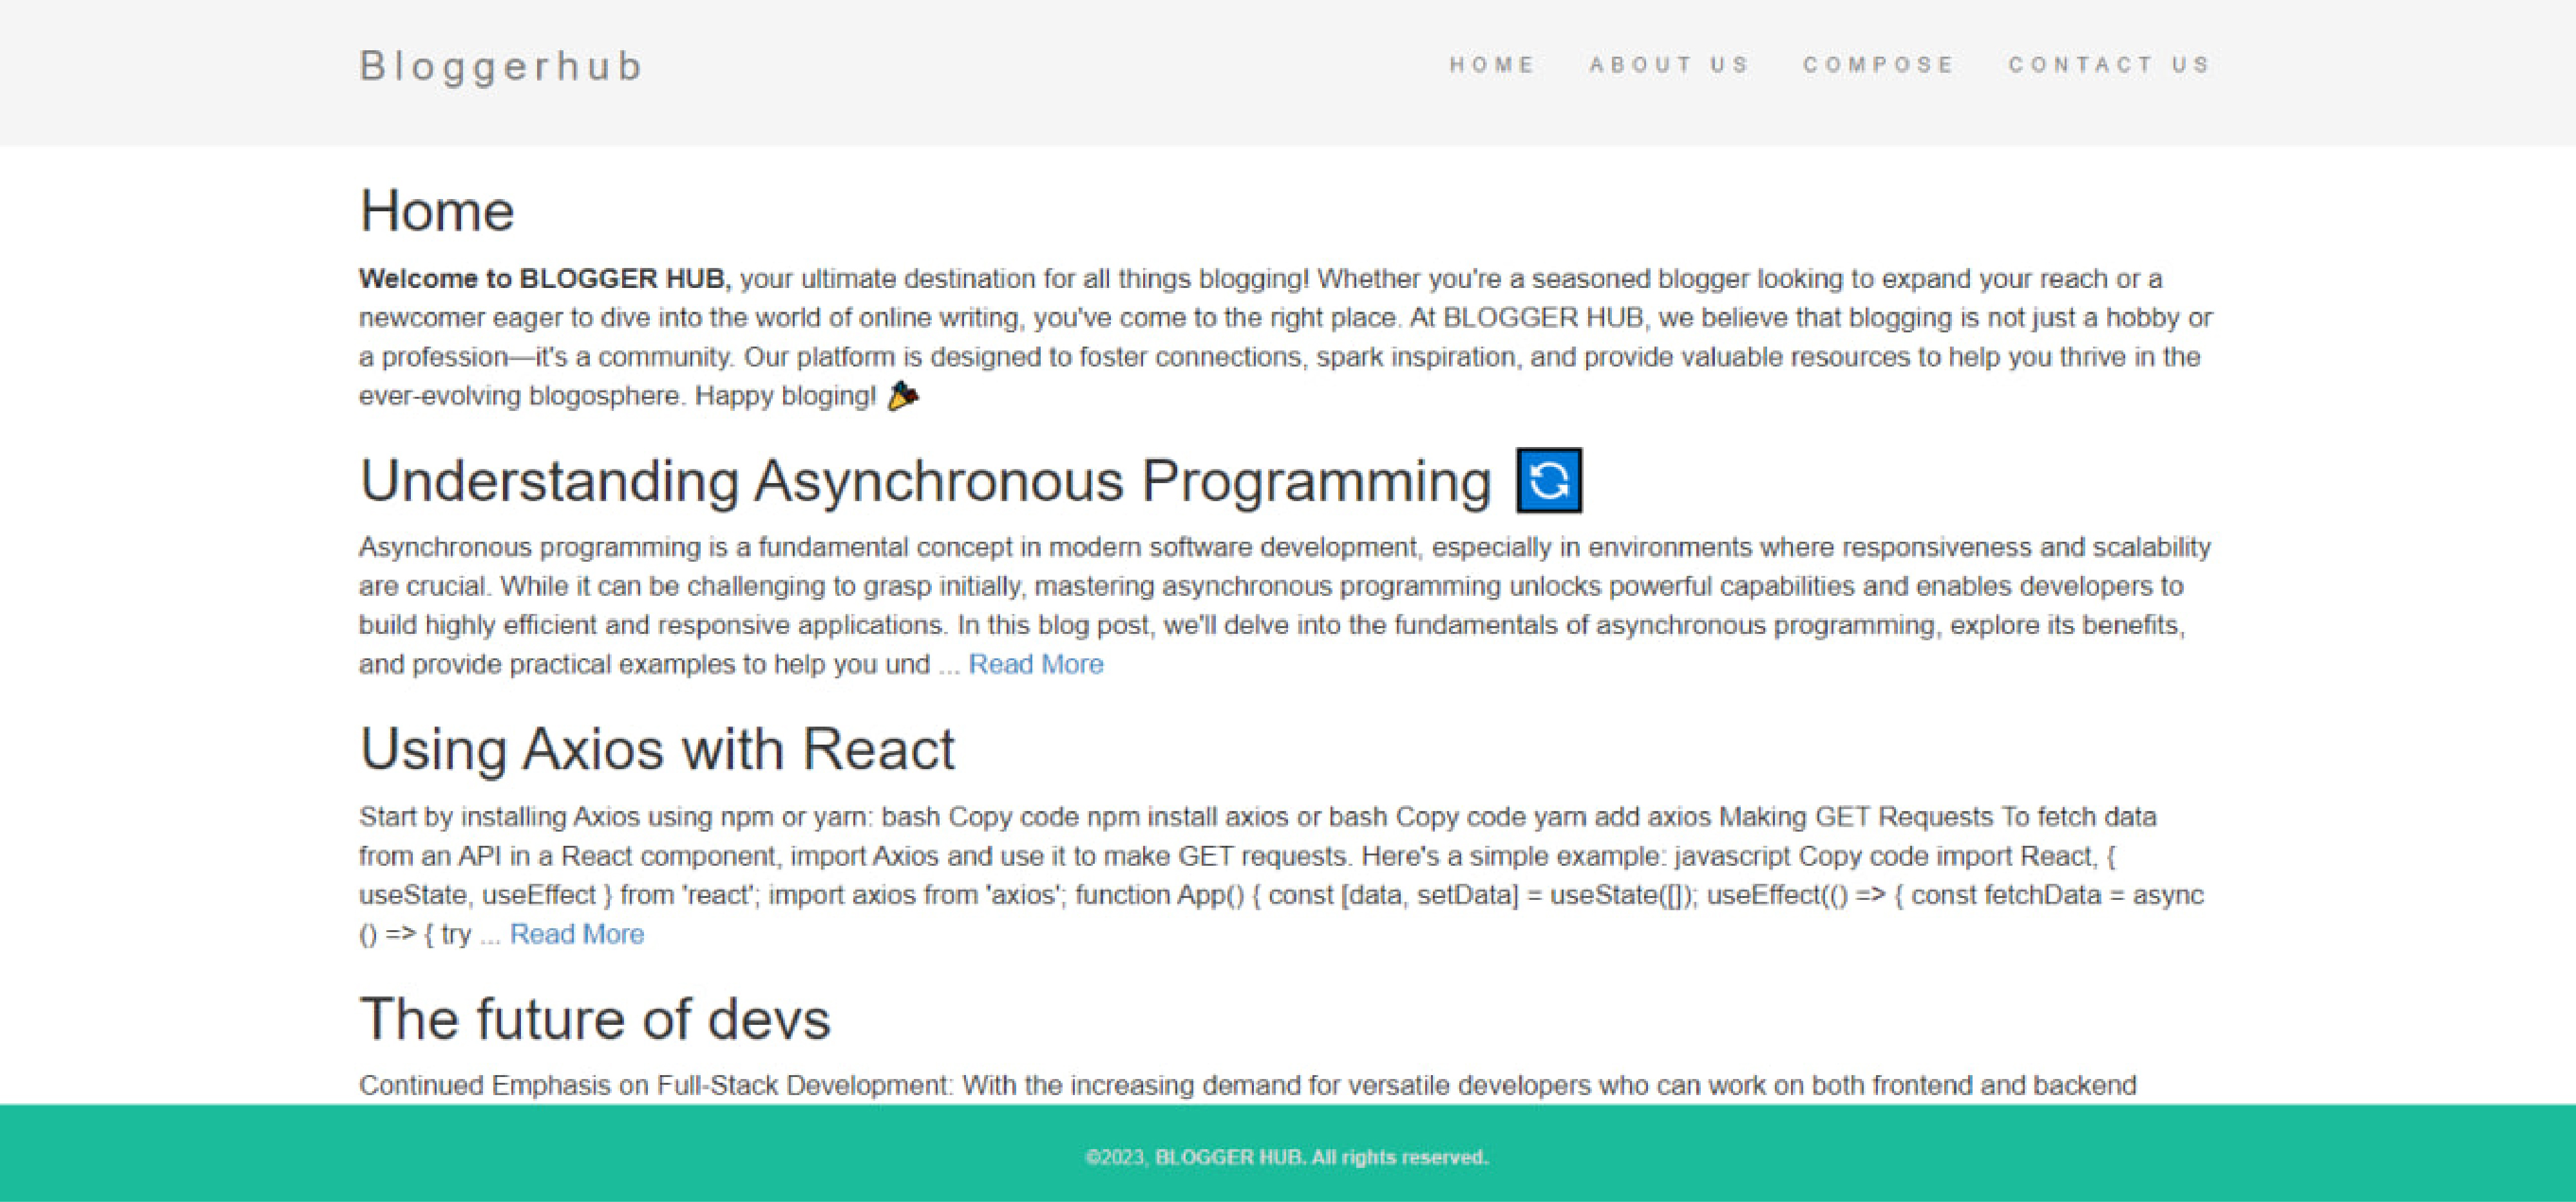 Bloggerhub
HOME ABOUT US COMPOSE CONTACT US
Home
Welcome to BLOGGER HUB, your ultimate destination for all things blogging! Whether you're a seasoned blogger looking to expand your reach or a
newcomer eager to dive into the world of online writing, you've come to the right place. At BLOGGER HUB, we believe that blogging is not just a hobby or
a profession—it's a community. Our platform is designed to foster connections, spark inspiration, and provide valuable resources to help you thrive in the
ever-evolving blogosphere. Happy bloging! 🎉
Understanding Asynchronous Programming 🔄
Asynchronous programming is a fundamental concept in modern software development, especially in environments where responsiveness and scalability
are crucial. While it can be challenging to grasp initially, mastering asynchronous programming unlocks powerful capabilities and enables developers to
build highly efficient and responsive applications. In this blog post, we'll delve into the fundamentals of asynchronous programming, explore its benefits,
and provide practical examples to help you und ... Read More
Using Axios with React
Start by installing Axios using npm or yarn: bash Copy code npm install axios or bash Copy code yarn add axios Making GET Requests To fetch data
from an API in a React component, import Axios and use it to make GET requests. Here's a simple example: javascript Copy code import React, {
useState, useEffect } from 'react'; import axios from 'axios'; function App() { const [data, setData] = useState([]); useEffect(() => { const fetchData = async
() => { try ... Read More
The future of devs
Continued Emphasis on Full-Stack Development: With the increasing demand for versatile developers who can work on both frontend and backend
©2023, BLOGGER HUB. All rights reserved.